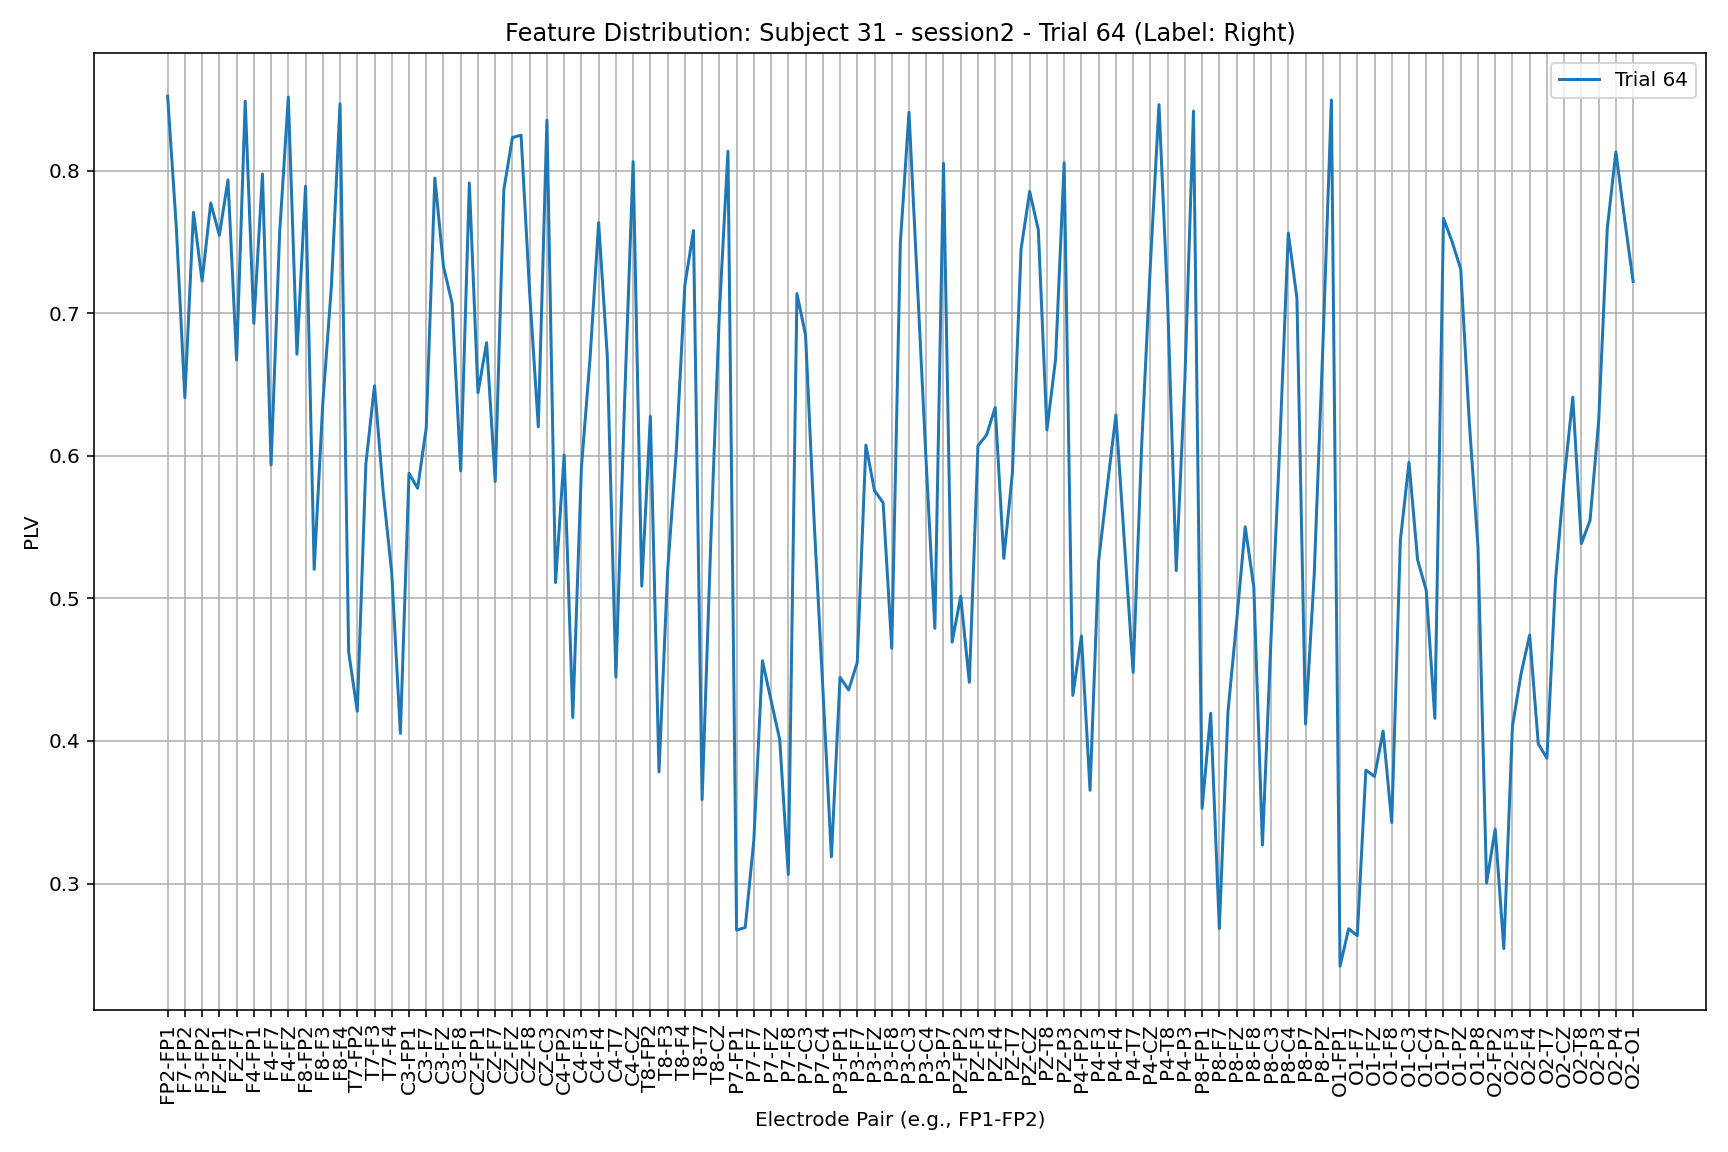 Feature Distribution: Subject 31 - session2 - Trial 64 (Label: Right)
Trial 64
PLV
0.8
0.7
0.6
0.5
0.4
0.3
FP2-FP1
F7-FP2
F3-FP2
FZ-FP1
FZ-F7
F4-FP1
F4-F7
F4-FZ
F8-FP2
F8-F3
F8-F4
T7-FP2
T7-F3
T7-F4
C3-FP1
C3-F7
C3-FZ
C3-F8
CZ-FP1
CZ-F7
CZ-FZ
CZ-F8
CZ-C3
C4-FP2
C4-F3
C4-F4
C4-T7
C4-CZ
T8-FP2
T8-F3
T8-F4
T8-T7
T8-CZ
P7-FP1
P7-F7
P7-FZ
P7-F8
P7-C3
P7-C4
P3-FP1
P3-F7
P3-FZ
P3-F8
P3-C3
P3-C4
P3-P7
PZ-FP2
PZ-F3
PZ-F4
PZ-T7
PZ-CZ
PZ-T8
PZ-P3
P4-FP2
P4-F3
P4-F4
P4-T7
P4-CZ
P4-T8
P4-P3
P8-FP1
P8-F7
P8-FZ
P8-F8
P8-C3
P8-C4
P8-P7
P8-PZ
O1-FP1
O1-F7
O1-FZ
O1-F8
O1-C3
O1-C4
O1-P7
O1-PZ
O1-P8
O2-FP2
O2-F3
O2-F4
O2-T7
O2-CZ
O2-T8
O2-P3
O2-P4
O2-O1
Electrode Pair (e.g., FP1-FP2)